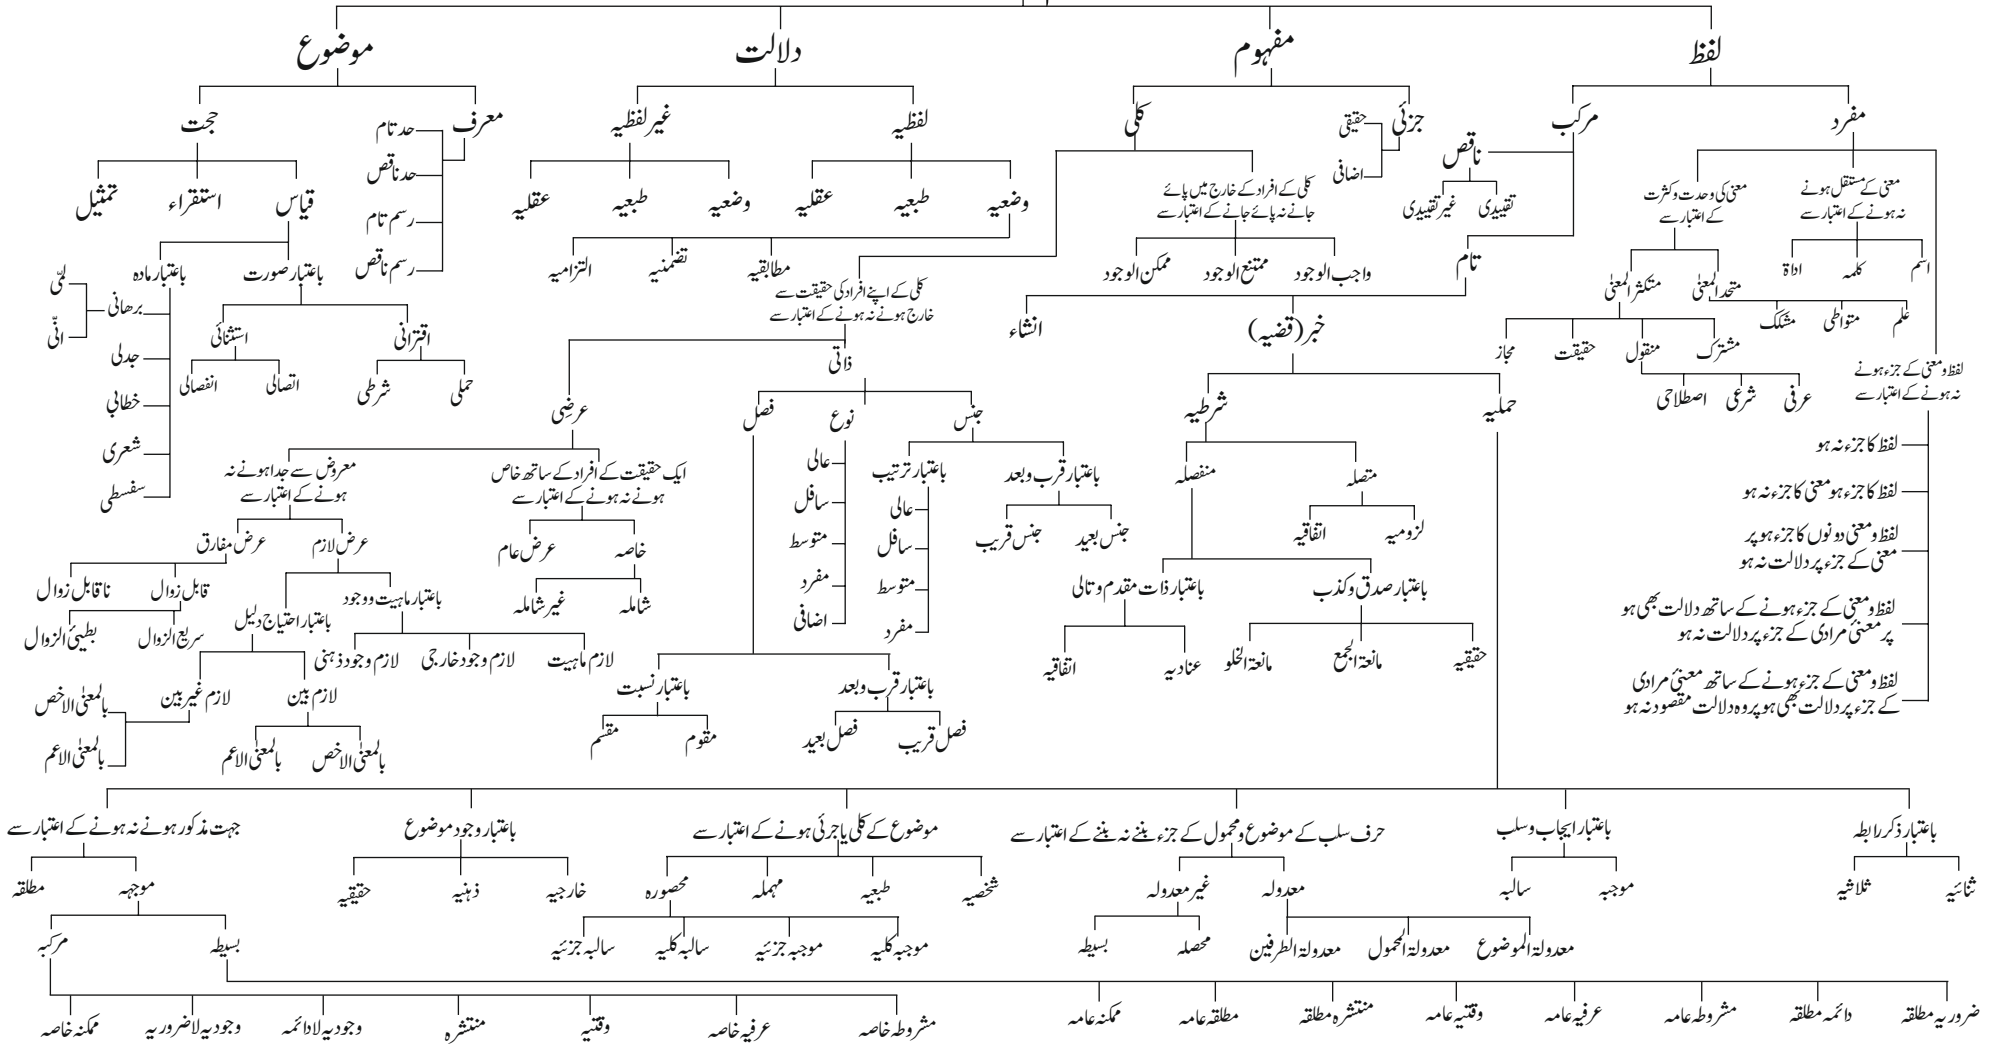 لفظ
مفہوم
دلالت
موضوع
مفرد
مرکب
جزئی
کلی
لفظیہ
غیر لفظیہ
معرف
حجت
ناقص
حقیقی
اضافی
حد تام
حد ناقص
رسم تام
رسم ناقص
معنی کے مستقل ہونے
نہ ہونے کے اعتبار سے
معنی کی وحدت و کثرت
کے اعتبار سے
تقییدی
غیر تقییدی
کلی کے افراد کے خارج میں پائے
جانے نہ پائے جانے کے اعتبار سے
وضعیہ
طبعیہ
عقلیہ
وضعیہ
طبعیہ
عقلیہ
قیاس
استقراء
تمثیل
اسم
کلمہ
اداۃ
متحد المعنیٰ
متکثر المعنیٰ
تام
واجب الوجود
ممتنع الوجود
ممکن الوجود
مطابقیہ
تضمنیہ
التزامیہ
باعتبار صورت
باعتبار مادہ
کلی کے اپنے افراد کی حقیقت سے
خارج ہونے نہ ہونے کے اعتبار سے
علم
متواطی
مشکک
خبر (قضیہ)
انشاء
برھانی
لمّی
انّی
جدلی
خطابی
شعری
سفسطی
اقترانی
استثنائی
حملی
شرطی
اتصالی
انفصالی
مشترک
منقول
حقیقت
مجاز
عرفی
شرعی
اصطلاحی
لفظ و معنی کے جزء ہونے
نہ ہونے کے اعتبار سے
لفظ کا جزء نہ ہو
لفظ کا جزء ہو معنی کا جزء نہ ہو
لفظ و معنی دونوں کا جزء ہو پر
معنی کے جزء پر دلالت نہ ہو
لفظ و معنی کے جزء ہونے کے ساتھ دلالت بھی ہو
پر معنیٔ مرادی کے جزء پر دلالت نہ ہو
لفظ و معنی کے جزء ہونے کے ساتھ معنیٔ مرادی
کے جزء پر دلالت بھی ہو پر وہ دلالت مقصود نہ ہو
ذاتی
عرضِی
جنس
نوع
فصل
حملیہ
شرطیہ
باعتبار قرب و بعد
باعتبار ترتیب
جنس بعید
جنس قریب
عالی
سافل
متوسط
مفرد
عالی
سافل
متوسط
مفرد
اضافی
متصلہ
منفصلہ
لزومیہ
اتفاقیہ
باعتبار صدق و کذب
باعتبار ذات مقدم و تالی
حقیقیہ
مانعۃ الجمع
مانعۃ الخلو
عنادیہ
اتفاقیہ
ایک حقیقت کے افراد کے ساتھ خاص
ہونے نہ ہونے کے اعتبار سے
معروض سے جدا ہونے نہ
ہونے کے اعتبار سے
خاصہ
عرض عام
شاملہ
غیر شاملہ
عرض لازم
عرض مفارق
قابل زوال
نا قابل زوال
سریع الزوال
بطیئ الزوال
باعتبار ماہیت و وجود
باعتبار احتیاج دلیل
لازم ماہیت
لازم وجود خارجی
لازم وجود ذہنی
لازم بین
لازم غیر بین
بالمعنیٰ الاخص
بالمعنیٰ الاعم
بالمعنیٰ الاخص
بالمعنیٰ الاعم
باعتبار قرب و بعد
باعتبار نسبت
فصل قریب
فصل بعید
مقوم
مقسم
باعتبار ذکر رابطہ
باعتبار ایجاب و سلب
حرف سلب کے موضوع و محمول کے جزء بننے نہ بننے کے اعتبار سے
موضوع کے کلی یا جزئی ہونے کے اعتبار سے
باعتبار وجود موضوع
جہت مذکور ہونے نہ ہونے کے اعتبار سے
ثنائیہ
ثلاثیہ
موجبہ
سالبہ
معدولہ
غیر معدولہ
شخصیہ
طبعیہ
مہملہ
محصورہ
خارجیہ
ذہنیہ
حقیقیہ
موجہہ
مطلقہ
معدولۃ الموضوع
معدولۃ المحمول
معدولۃ الطرفین
محصلہ
بسیطہ
موجبہ کلیہ
موجبہ جزئیہ
سالبہ کلیہ
سالبہ جزئیہ
بسیطہ
مرکبہ
ضروریہ مطلقہ
دائمہ مطلقہ
مشروطہ عامہ
عرفیہ عامہ
وقتیہ عامہ
منتشرہ مطلقہ
مطلقہ عامہ
ممکنہ عامہ
مشروطہ خاصہ
عرفیہ خاصہ
وقتیہ
منتشرہ
وجودیہ لا دائمہ
وجودیہ لا ضروریہ
ممکنہ خاصہ